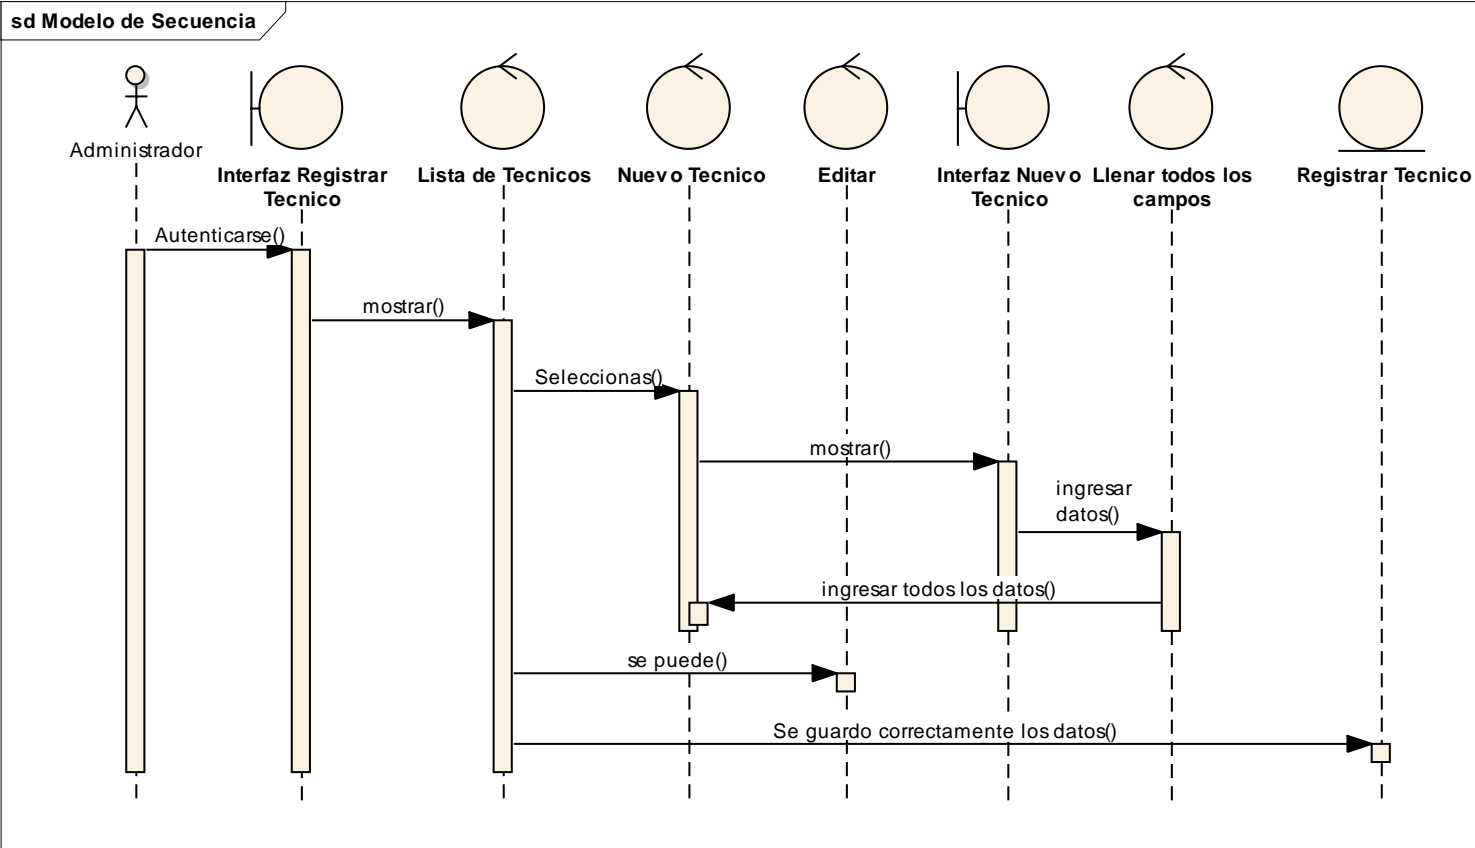 sd Modelo de Secuencia
Administrador
Interfaz Registrar
Tecnico
Lista de Tecnicos
Nuevo Tecnico
Editar
Interfaz Nuevo
Tecnico
Llenar todos los
campos
Registrar Tecnico
Autenticarse()
mostrar()
Seleccionas()
mostrar()
ingresar
datos()
ingresar todos los datos()
se puede()
Se guardo correctamente los datos()